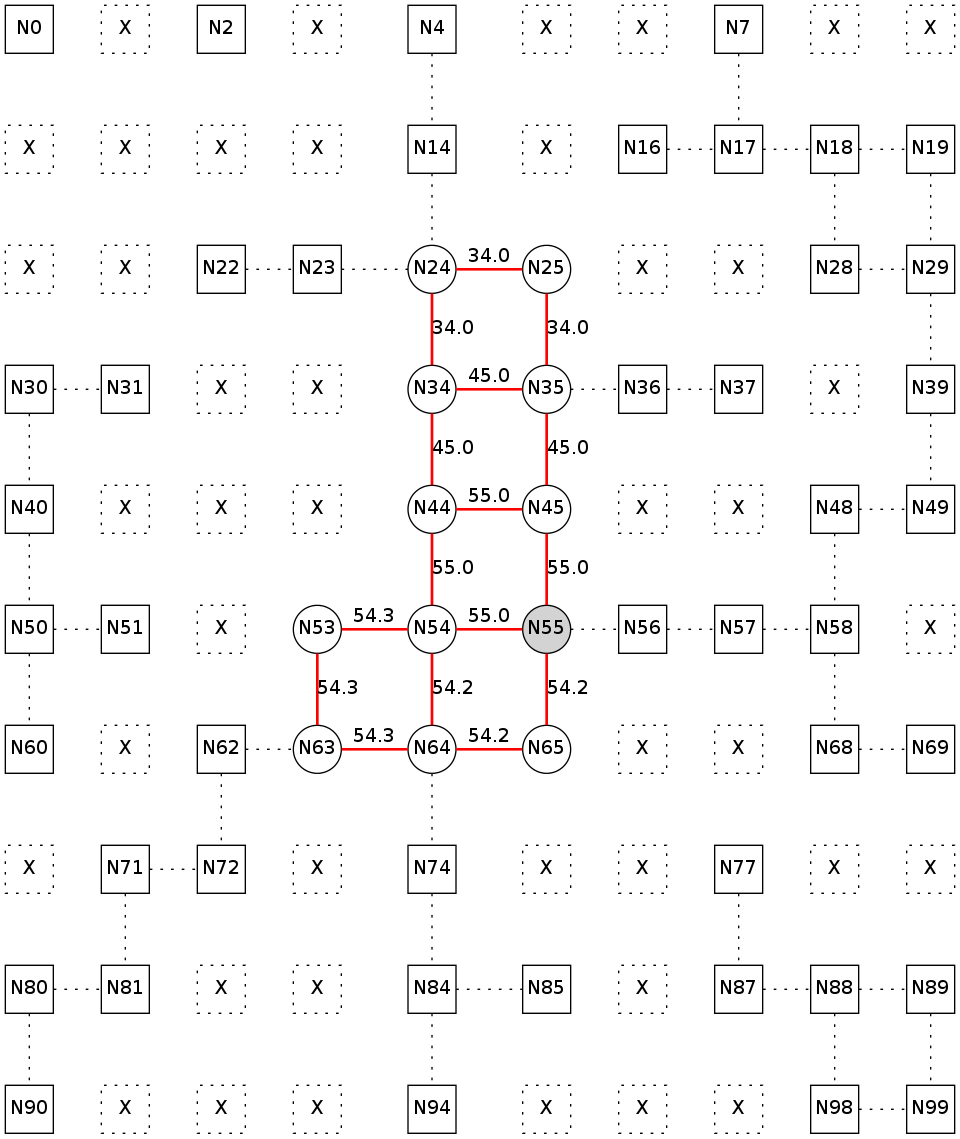 N0 X N2 X N4 X X N7 X X
X X X X N14 X N16 N17 N18 N19
34.0
X X N22 N23 N24 N25 X X N28 N29
34.0 34.0
45.0
N30 N31 X X N34 N35 N36 N37 X N39
45.0 45.0
55.0
N40 X X X N44 N45 X X N48 N49
55.0 55.0
54.3 55.0
N50 N51 X N53 N54 N55 N56 N57 N58 X
54.3 54.2 54.2
54.3 54.2
N60 X N62 N63 N64 N65 X X N68 N69
X N71 N72 X N74 X X N77 X X
N80 N81 X X N84 N85 X N87 N88 N89
N90 X X X N94 X X X N98 N99